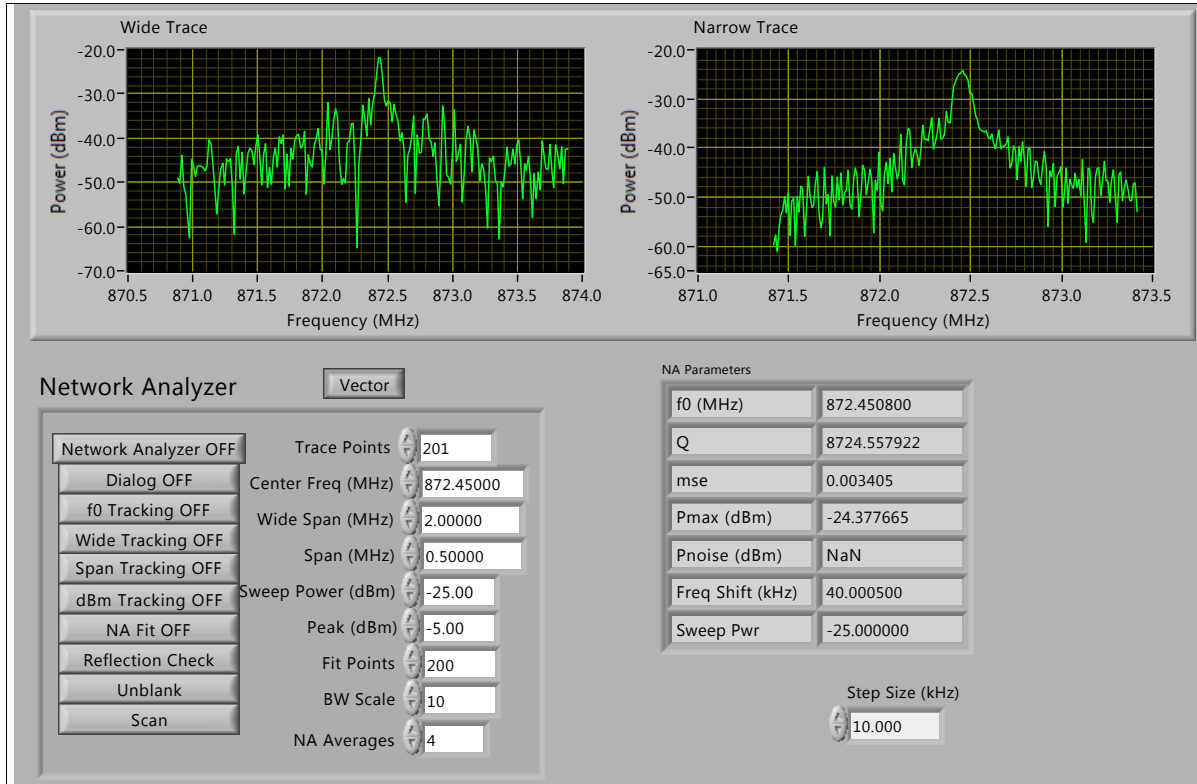 Wide Trace
-20.0
-30.0
-40.0
-50.0
-60.0
-70.0
Power (dBm)
870.5 871.0 871.5 872.0 872.5 873.0 873.5 874.0
Frequency (MHz)
Narrow Trace
-20.0
-30.0
-40.0
-50.0
-60.0
-65.0
Power (dBm)
871.0 871.5 872.0 872.5 873.0 873.5
Frequency (MHz)
Network Analyzer
Vector
Network Analyzer OFF
Dialog OFF
f0 Tracking OFF
Wide Tracking OFF
Span Tracking OFF
dBm Tracking OFF
NA Fit OFF
Reflection Check
Unblank
Scan
Trace Points 201
Center Freq (MHz) 872.45000
Wide Span (MHz) 2.00000
Span (MHz) 0.50000
Sweep Power (dBm) -25.00
Peak (dBm) -5.00
Fit Points 200
BW Scale 10
NA Averages 4
NA Parameters
f0 (MHz) 872.450800
Q 8724.557922
mse 0.003405
Pmax (dBm) -24.377665
Pnoise (dBm) NaN
Freq Shift (kHz) 40.000500
Sweep Pwr -25.000000
Step Size (kHz)
10.000